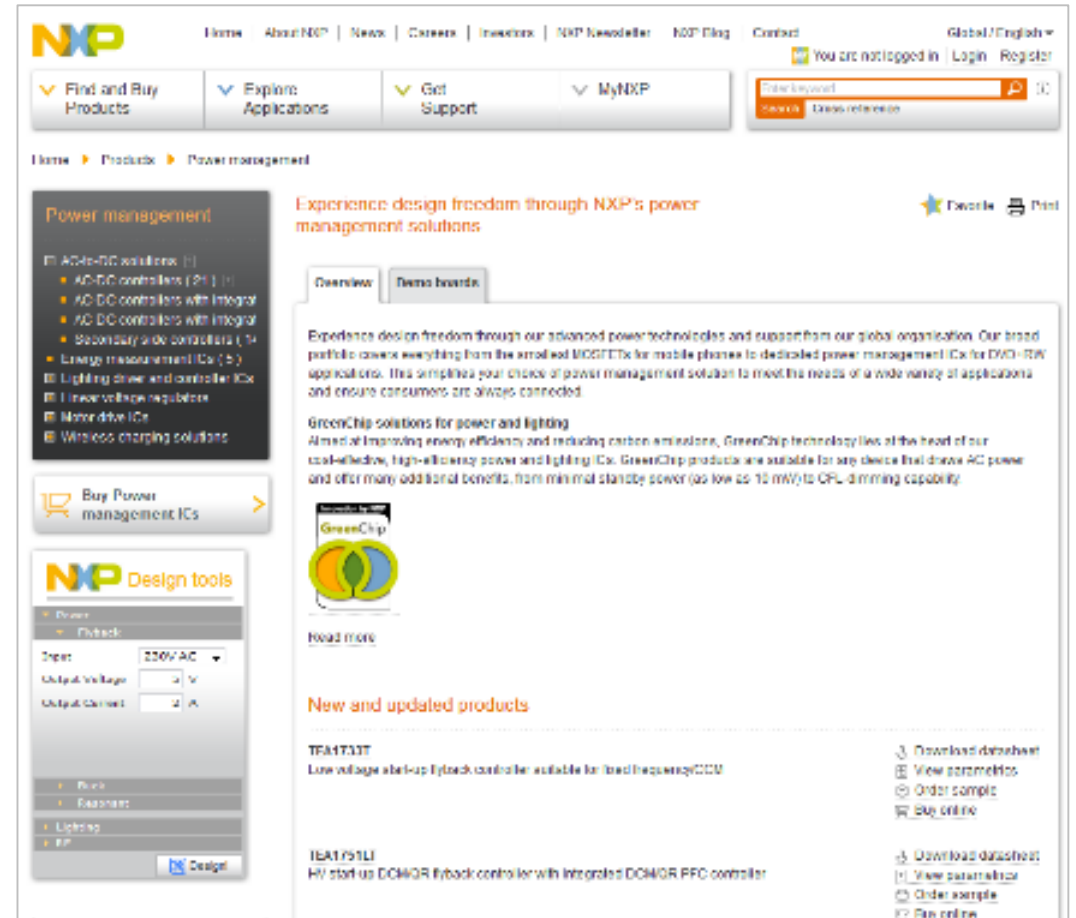 NXP
Home About NXP | News | Careers | Investors | NXP Newsletter NXP Blog Contact Global / English
You are not logged in Login Register
Find and Buy Products
Explore Applications
Get Support
MyNXP
Enter keyword
Search Cross reference
Home Products Power management
Power management
AC-to-DC solutions
AC-DC controllers ( 21 )
AC-DC controllers with integrat
AC-DC controllers with integrat
Secondary side controllers ( 1
Energy measurement ICs ( 5 )
Lighting driver and controller ICs
Linear voltage regulators
Motor drive ICs
Wireless charging solutions
Buy Power
management ICs
NXP Design tools
Power
Flyback
Input 230V AC
Output Voltage 5 V
Output Current 2 A
Buck
Resonant
Lighting
RF
Design!
Experience design freedom through NXP's power
management solutions
Favorite Print
Overview Demo boards
Experience design freedom through our advanced power technologies and support from our global organisation. Our broad
portfolio covers everything from the smallest MOSFETs for mobile phones to dedicated power management ICs for DVD+RW
applications. This simplifies your choice of power management solution to meet the needs of a wide variety of applications
and ensure consumers are always connected.
GreenChip solutions for power and lighting
Aimed at improving energy efficiency and reducing carbon emissions, GreenChip technology lies at the heart of our
cost-effective, high-efficiency power and lighting ICs. GreenChip products are suitable for any device that draws AC power
and offer many additional benefits, from minimal standby power (as low as 10 mW) to CFL dimming capability.
Innovation by NXP
GreenChip
Read more
New and updated products
TEA1733T
Low voltage start-up flyback controller suitable for fixed frequency/CCM
Download datasheet
View parametrics
Order sample
Buy online
TEA1751LT
HV start-up DCM/QR flyback controller with integrated DCM/QR PFC controller
Download datasheet
View parametrics
Order sample
Buy online